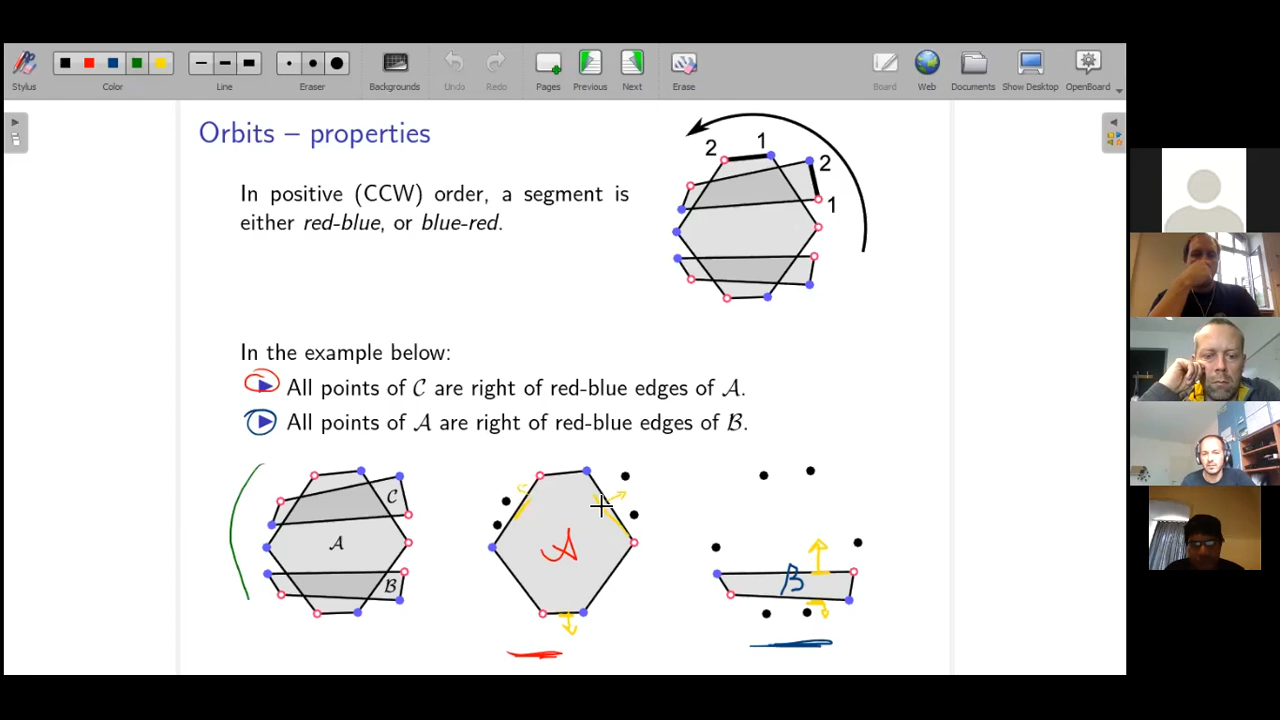 Stylus
Color
Line
Eraser
Backgrounds
Undo
Redo
Pages
Previous
Next
Erase
Board
Web
Documents
Show Desktop
OpenBoard
Orbits – properties
In positive (CCW) order, a segment is
either red-blue, or blue-red.
2
1
2
1
In the example below:
All points of 𝒞 are right of red-blue edges of 𝒜.
All points of 𝒜 are right of red-blue edges of ℬ.
𝒞
𝒜
ℬ
A
B